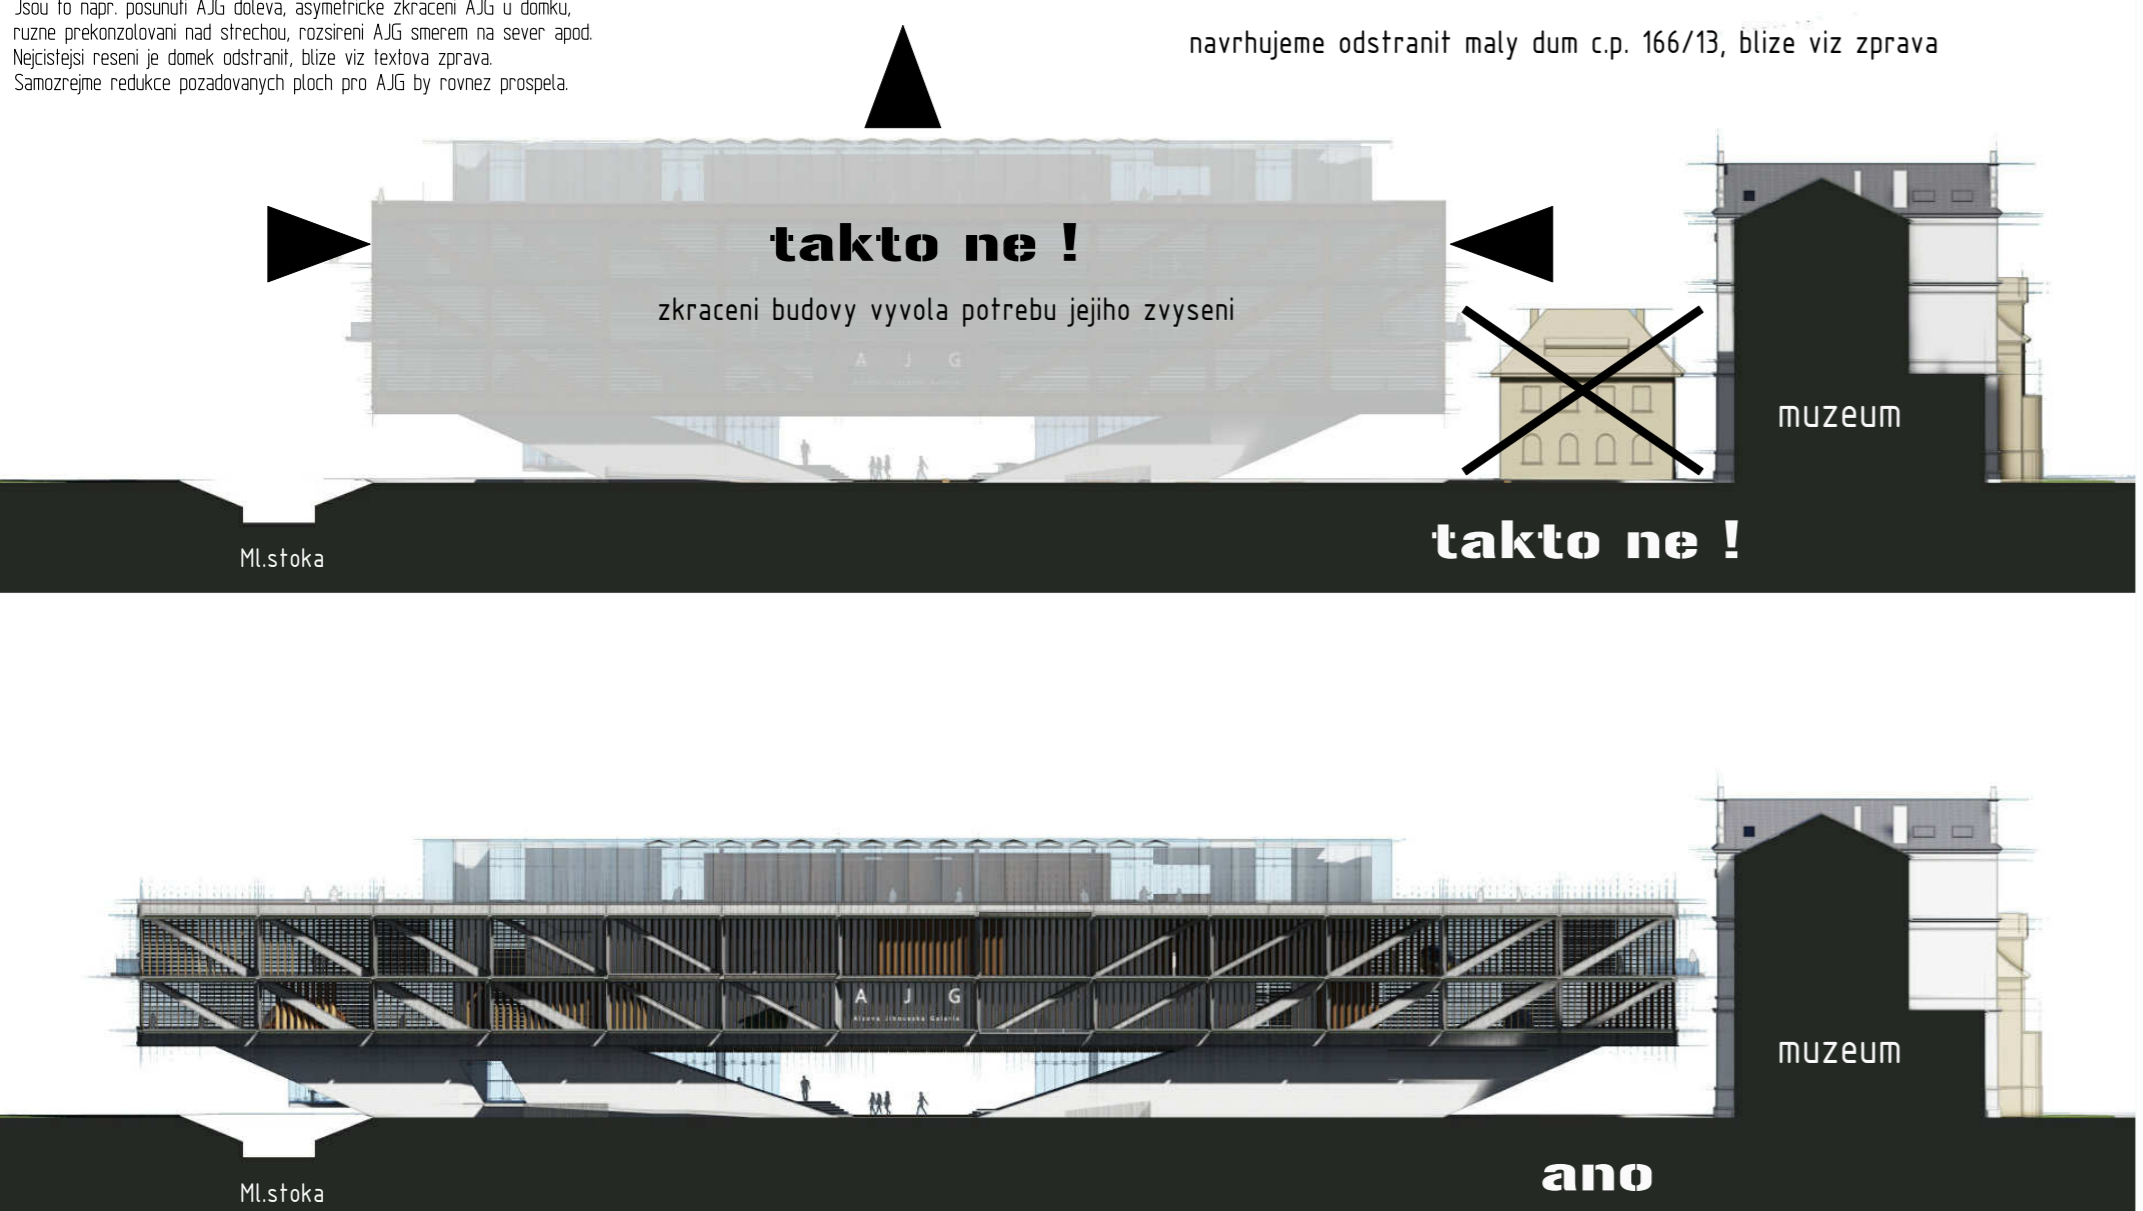 Jsou to napr. posunuti AJG doleva, asymetricke zkraceni AJG u domku,
ruzne prekonzolovani nad strechou, rozsireni AJG smerem na sever apod.
Nejcistejsi reseni je domek odstranit, blize viz textova zprava.
Samozrejme redukce pozadovanych ploch pro AJG by rovnez prospela.
navrhujeme odstranit maly dum c.p. 166/13, blize viz zprava
takto ne !
zkraceni budovy vyvola potrebu jejiho zvyseni
A J G
muzeum
takto ne !
Ml.stoka
A J G
Alsova Jihoceska Galerie
muzeum
ano
Ml.stoka